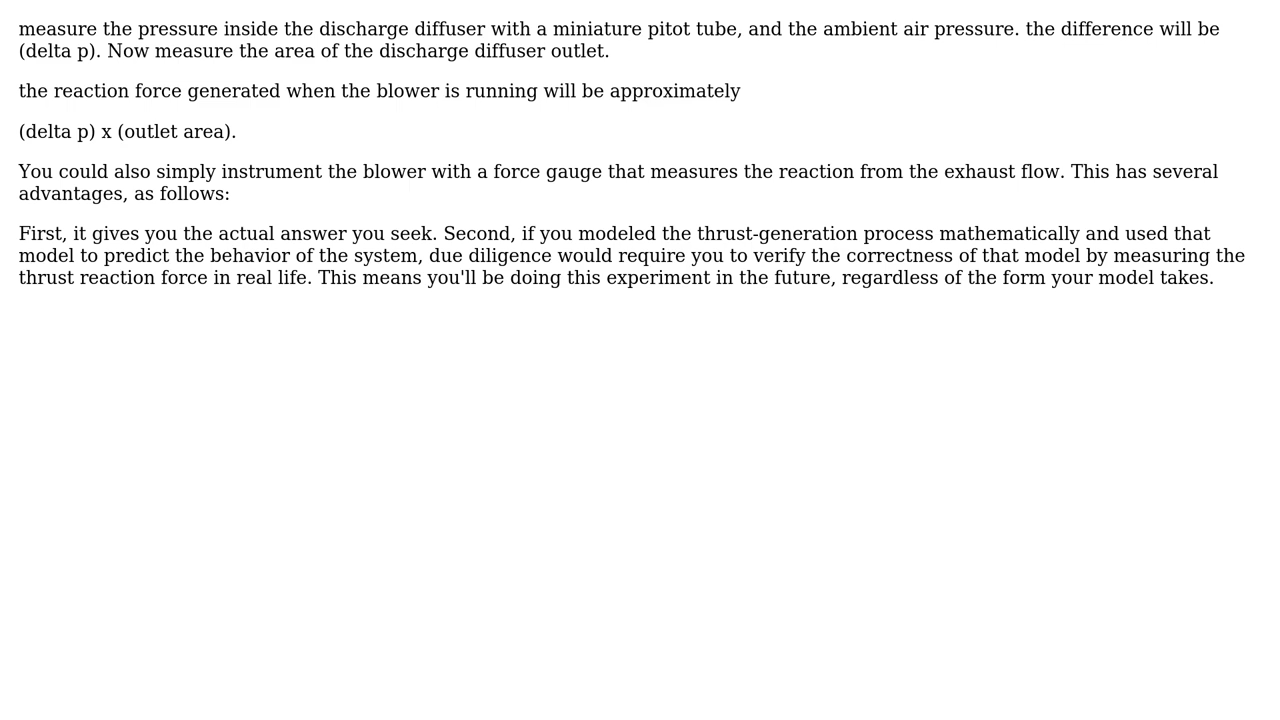 measure the pressure inside the discharge diffuser with a miniature pitot tube, and the ambient air pressure. the difference will be
(delta p). Now measure the area of the discharge diffuser outlet.
the reaction force generated when the blower is running will be approximately
(delta p) x (outlet area).
You could also simply instrument the blower with a force gauge that measures the reaction from the exhaust flow. This has several
advantages, as follows:
First, it gives you the actual answer you seek. Second, if you modeled the thrust-generation process mathematically and used that
model to predict the behavior of the system, due diligence would require you to verify the correctness of that model by measuring the
thrust reaction force in real life. This means you'll be doing this experiment in the future, regardless of the form your model takes.